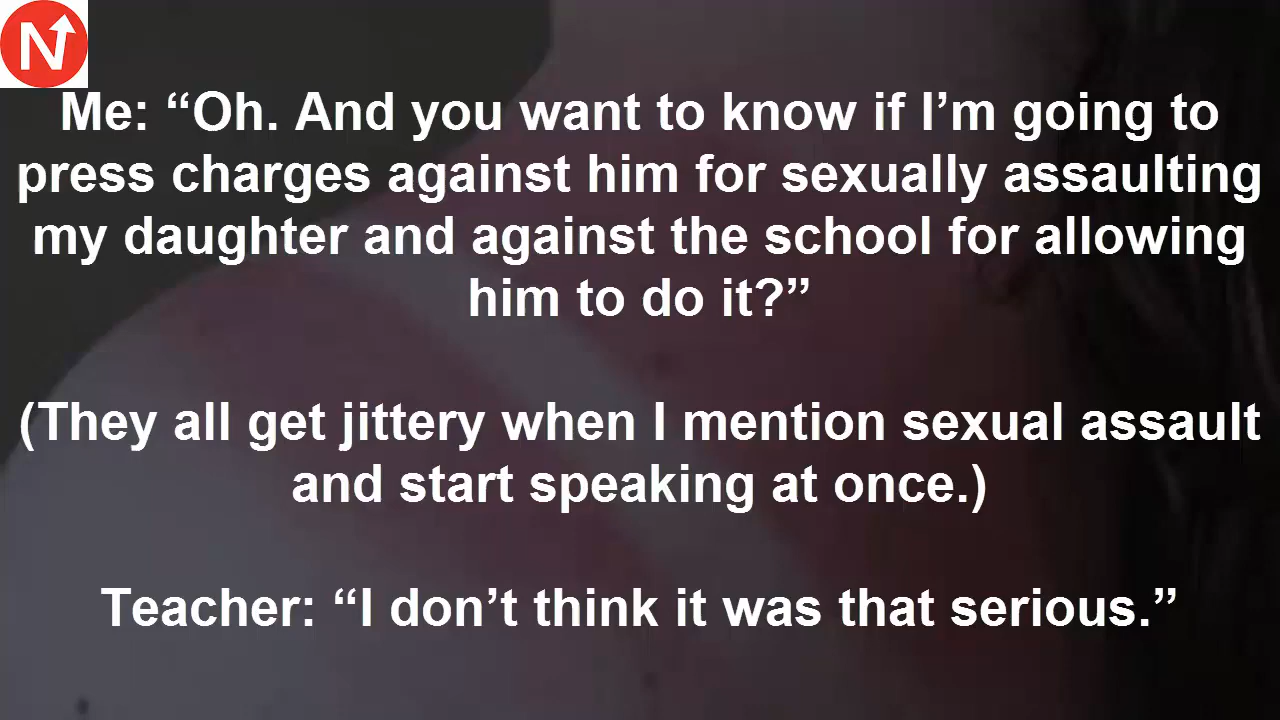 N
Me: “Oh. And you want to know if I’m going to
press charges against him for sexually assaulting
my daughter and against the school for allowing
him to do it?”
(They all get jittery when I mention sexual assault
and start speaking at once.)
Teacher: “I don’t think it was that serious.”